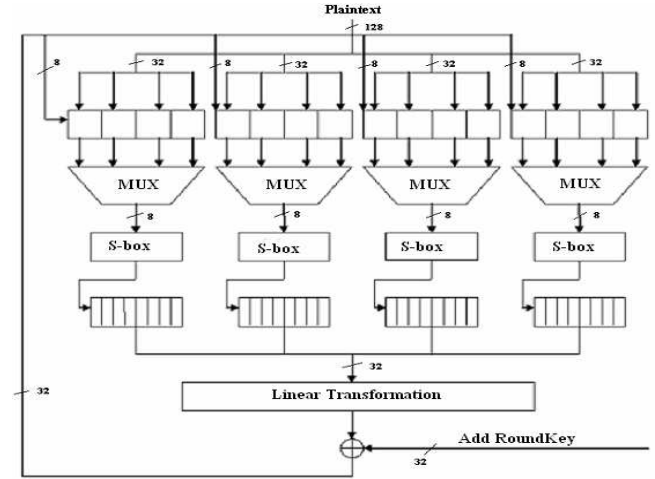 Plaintext
128
8 32 8 32 8 32 8 32
MUX MUX MUX MUX
8 8 8 8
S-box S-box S-box S-box
32
32
Linear Transformation
Add RoundKey
32